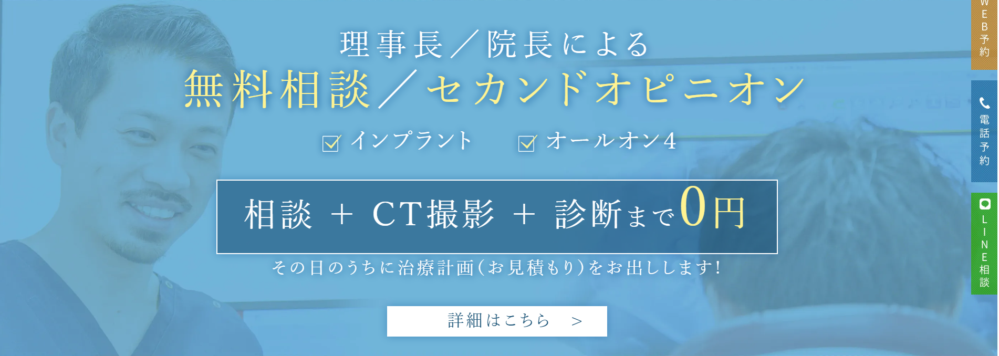 理事長／院長による
無料相談／セカンドオピニオン
インプラント
オールオン4
相談 ＋ CT撮影 ＋ 診断まで0円
その日のうちに治療計画(お見積もり)をお出しします!
詳細はこちら ＞
WEB予約
電話予約
LINE相談